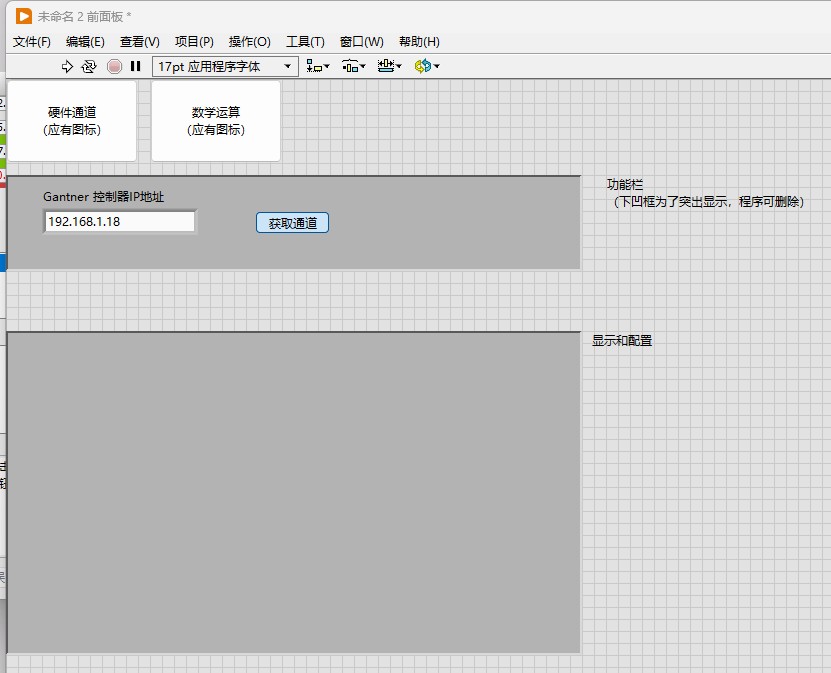 未命名 2 前面板 *
文件(F) 编辑(E) 查看(V) 项目(P) 操作(O) 工具(T) 窗口(W) 帮助(H)
17pt 应用程序字体
硬件通道
(应有图标)
数学运算
(应有图标)
功能栏
(下凹框为了突出显示，程序可删除)
Gantner 控制器IP地址
192.168.1.18
获取通道
显示和配置